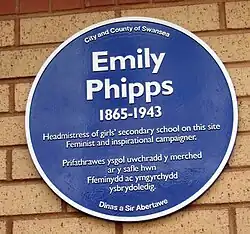 City and County of Swansea
Emily
Phipps
1865-1943
Headmistress of girls' secondary school on this site
Feminist and inspirational campaigner.
Prifathrawes ysgol uwchradd y merched
ar y safle hwn
Ffeminydd ac ymgyrchydd
ysbrydoledig.
Dinas a Sir Abertawe